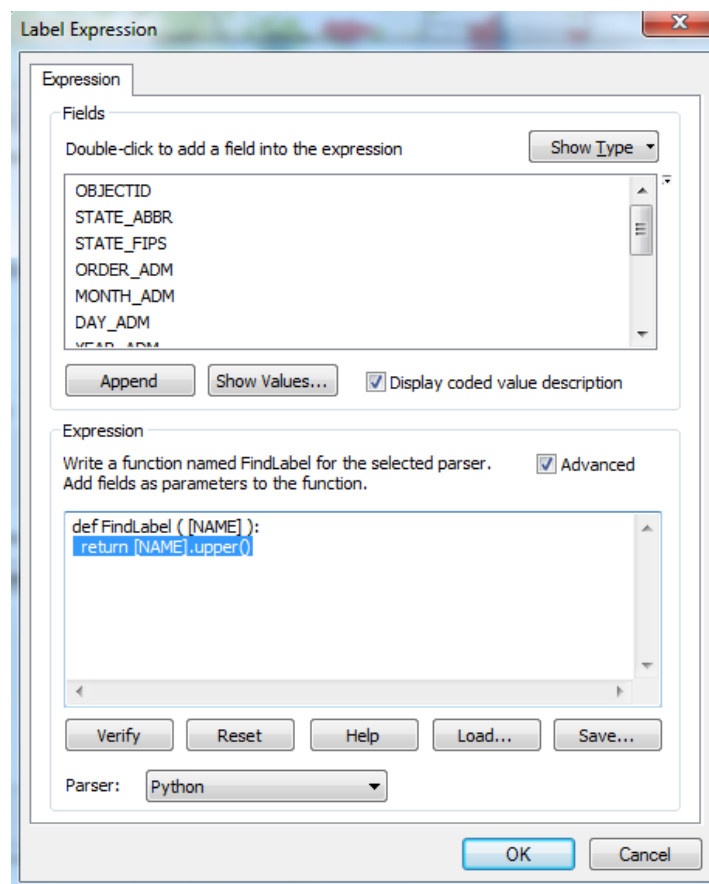 Label Expression
Expression
Fields
Double-click to add a field into the expression
Show Type
OBJECTID
STATE_ABBR
STATE_FIPS
ORDER_ADM
MONTH_ADM
DAY_ADM
YEAR_ADM
Append
Show Values...
Display coded value description
Expression
Write a function named FindLabel for the selected parser.
Advanced
Add fields as parameters to the function.
def FindLabel ( [NAME] ):
return [NAME].upper()
Verify
Reset
Help
Load...
Save...
Parser:
Python
OK
Cancel